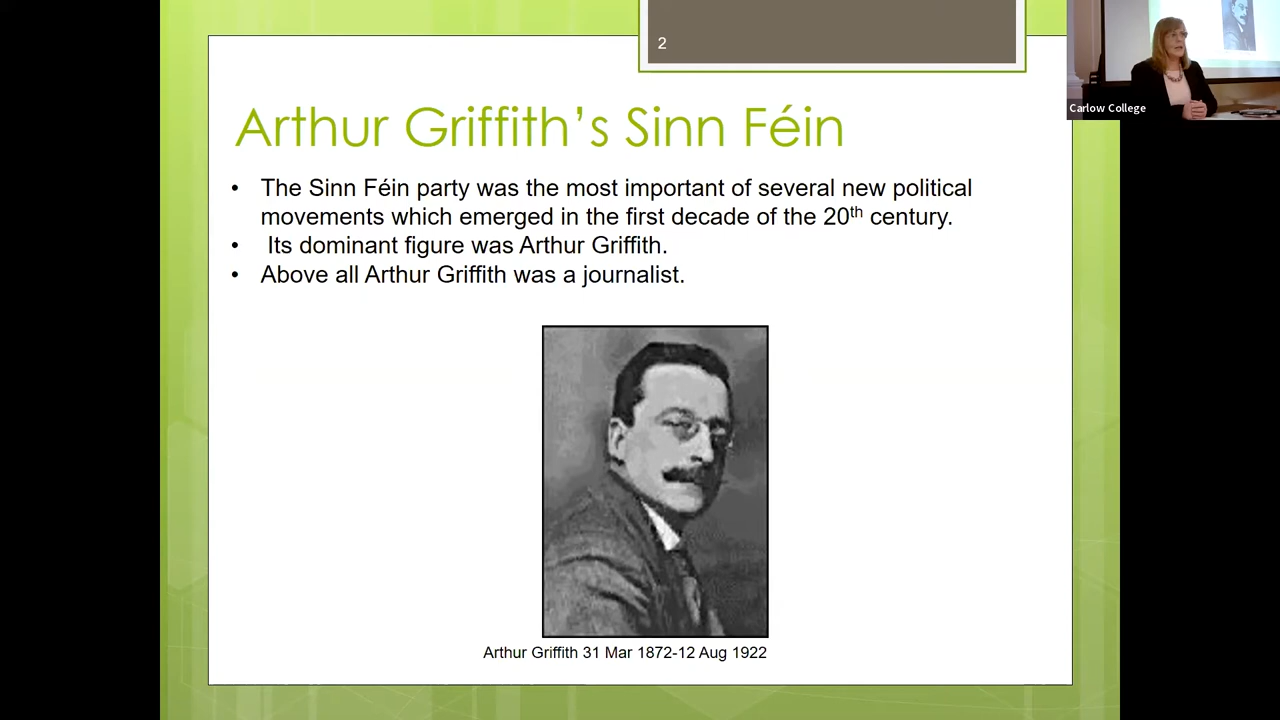 2
Carlow College
Arthur Griffith’s Sinn Féin
• The Sinn Féin party was the most important of several new political
movements which emerged in the first decade of the 20th century.
• Its dominant figure was Arthur Griffith.
• Above all Arthur Griffith was a journalist.
Arthur Griffith 31 Mar 1872-12 Aug 1922